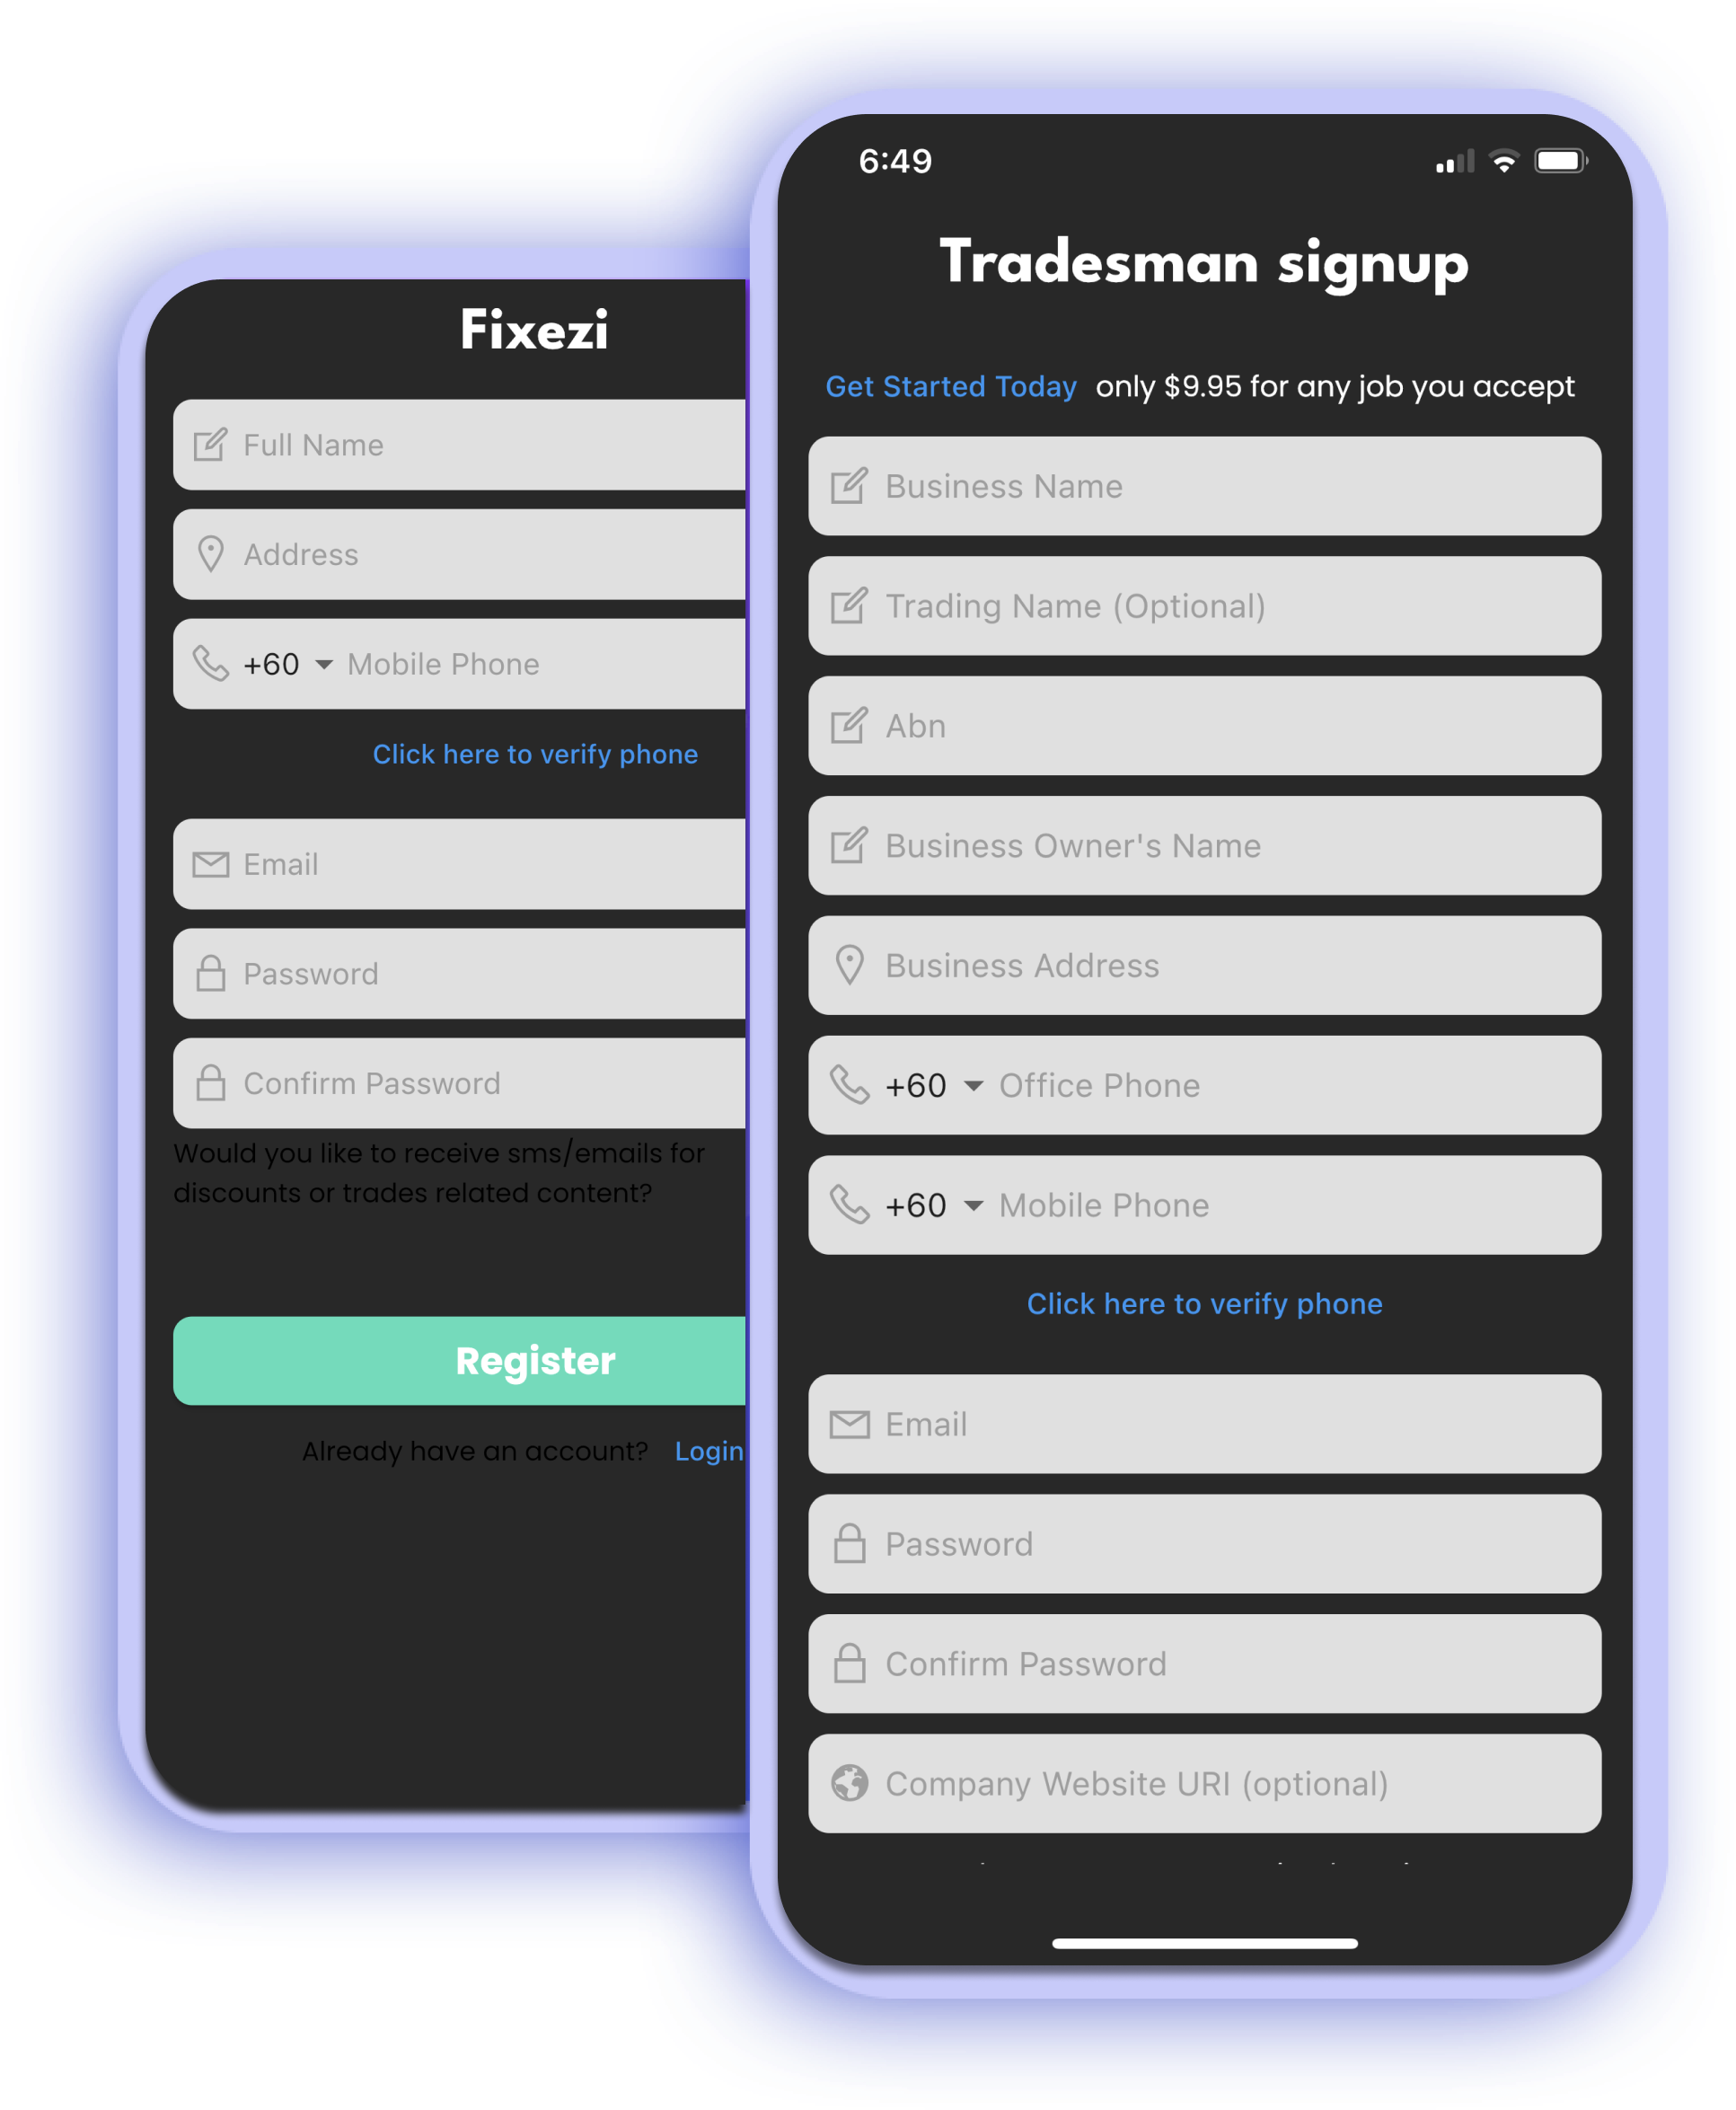 Fixezi
Full Name
Address
+60 Mobile Phone
Click here to verify phone
Email
Password
Confirm Password
Would you like to receive sms/emails for
discounts or trades related content?
Register
Already have an account? Login
6:49
Tradesman signup
Get Started Today only $9.95 for any job you accept
Business Name
Trading Name (Optional)
Abn
Business Owner's Name
Business Address
+60 Office Phone
+60 Mobile Phone
Click here to verify phone
Email
Password
Confirm Password
Company Website URI (optional)